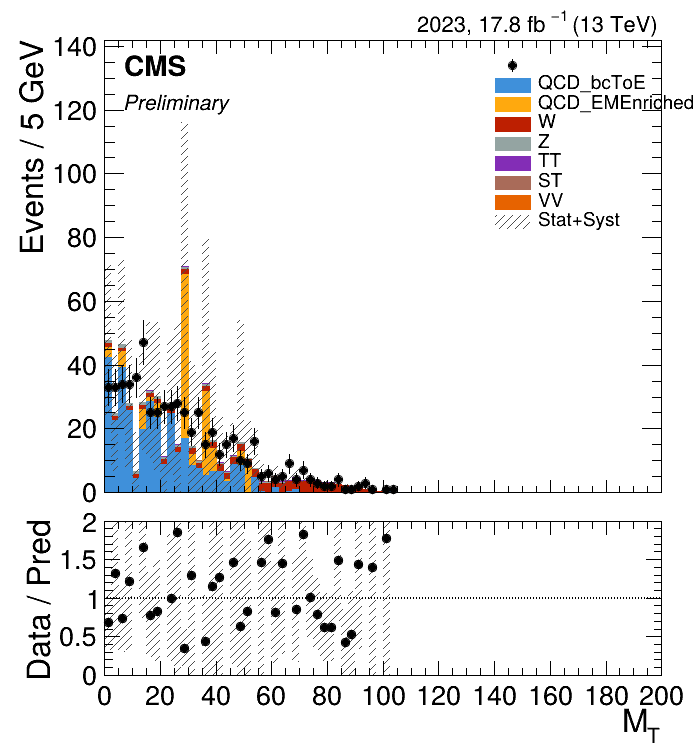 2023, 17.8 fb⁻¹ (13 TeV)
CMS
Preliminary
Events / 5 GeV
140
120
100
80
60
40
20
0
QCD_bcToE
QCD_EMEnriched
W
Z
TT
ST
VV
Stat+Syst
Data / Pred
2
1.5
1
0.5
0
0 20 40 60 80 100 120 140 160 180 200
M_T